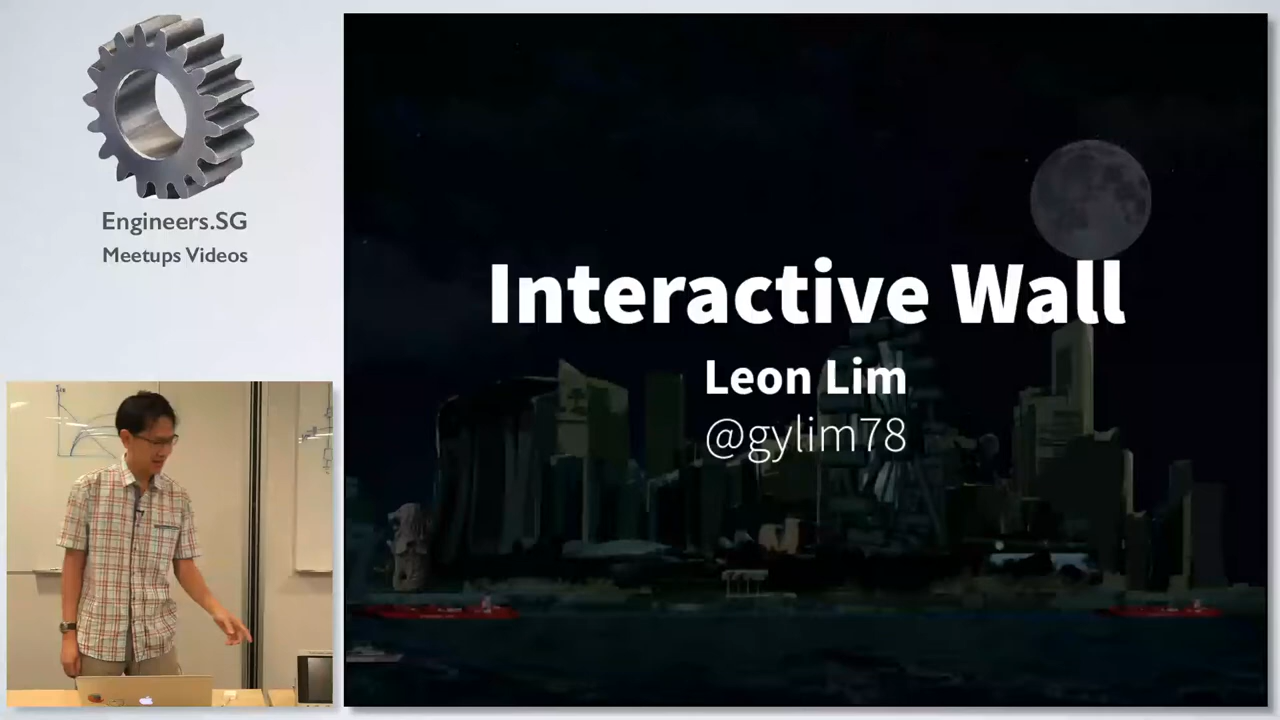 Engineers.SG
Meetups Videos
Interactive Wall
Leon Lim
@gylim78